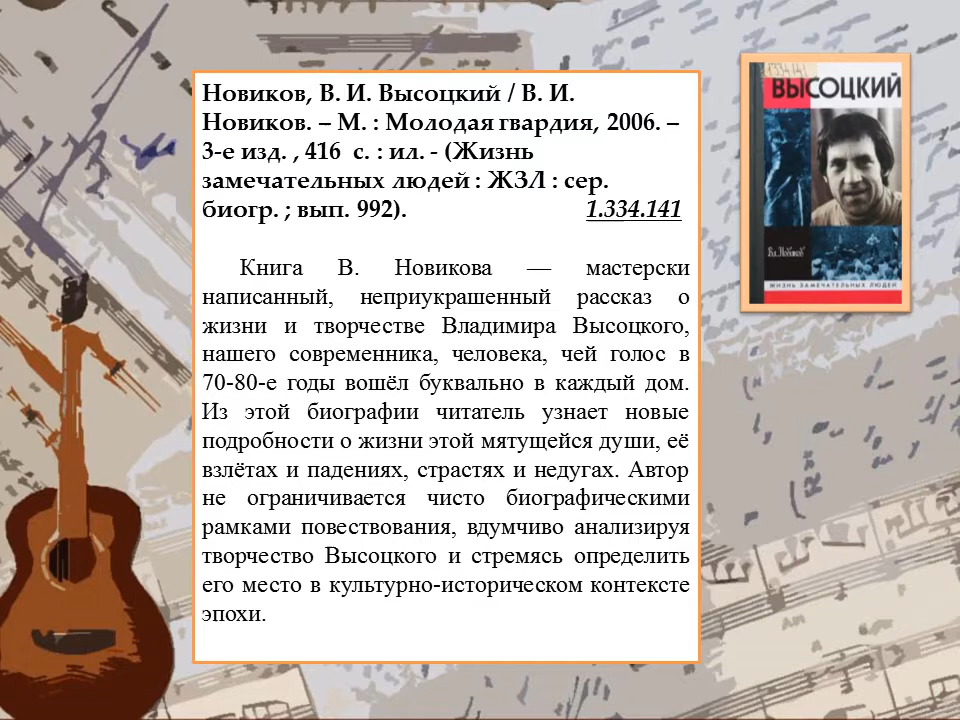 Новиков, В. И. Высоцкий / В. И.
Новиков. – М. : Молодая гвардия, 2006. –
3-е изд. , 416 с. : ил. - (Жизнь
замечательных людей : ЖЗЛ : сер.
биогр. ; вып. 992). 1.334.141
Книга В. Новикова — мастерски
написанный, неприукрашенный рассказ о
жизни и творчестве Владимира Высоцкого,
нашего современника, человека, чей голос в
70-80-е годы вошёл буквально в каждый дом.
Из этой биографии читатель узнает новые
подробности о жизни этой мятущейся души, её
взлётах и падениях, страстях и недугах. Автор
не ограничивается чисто биографическими
рамками повествования, вдумчиво анализируя
творчество Высоцкого и стремясь определить
его место в культурно-историческом контексте
эпохи.
1334141
ВЫСОЦКИЙ
Вл. Новиков
ЖИЗНЬ ЗАМЕЧАТЕЛЬНЫХ ЛЮДЕЙ